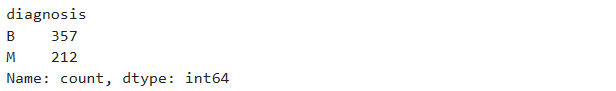 diagnosis
B    357
M    212
Name: count, dtype: int64